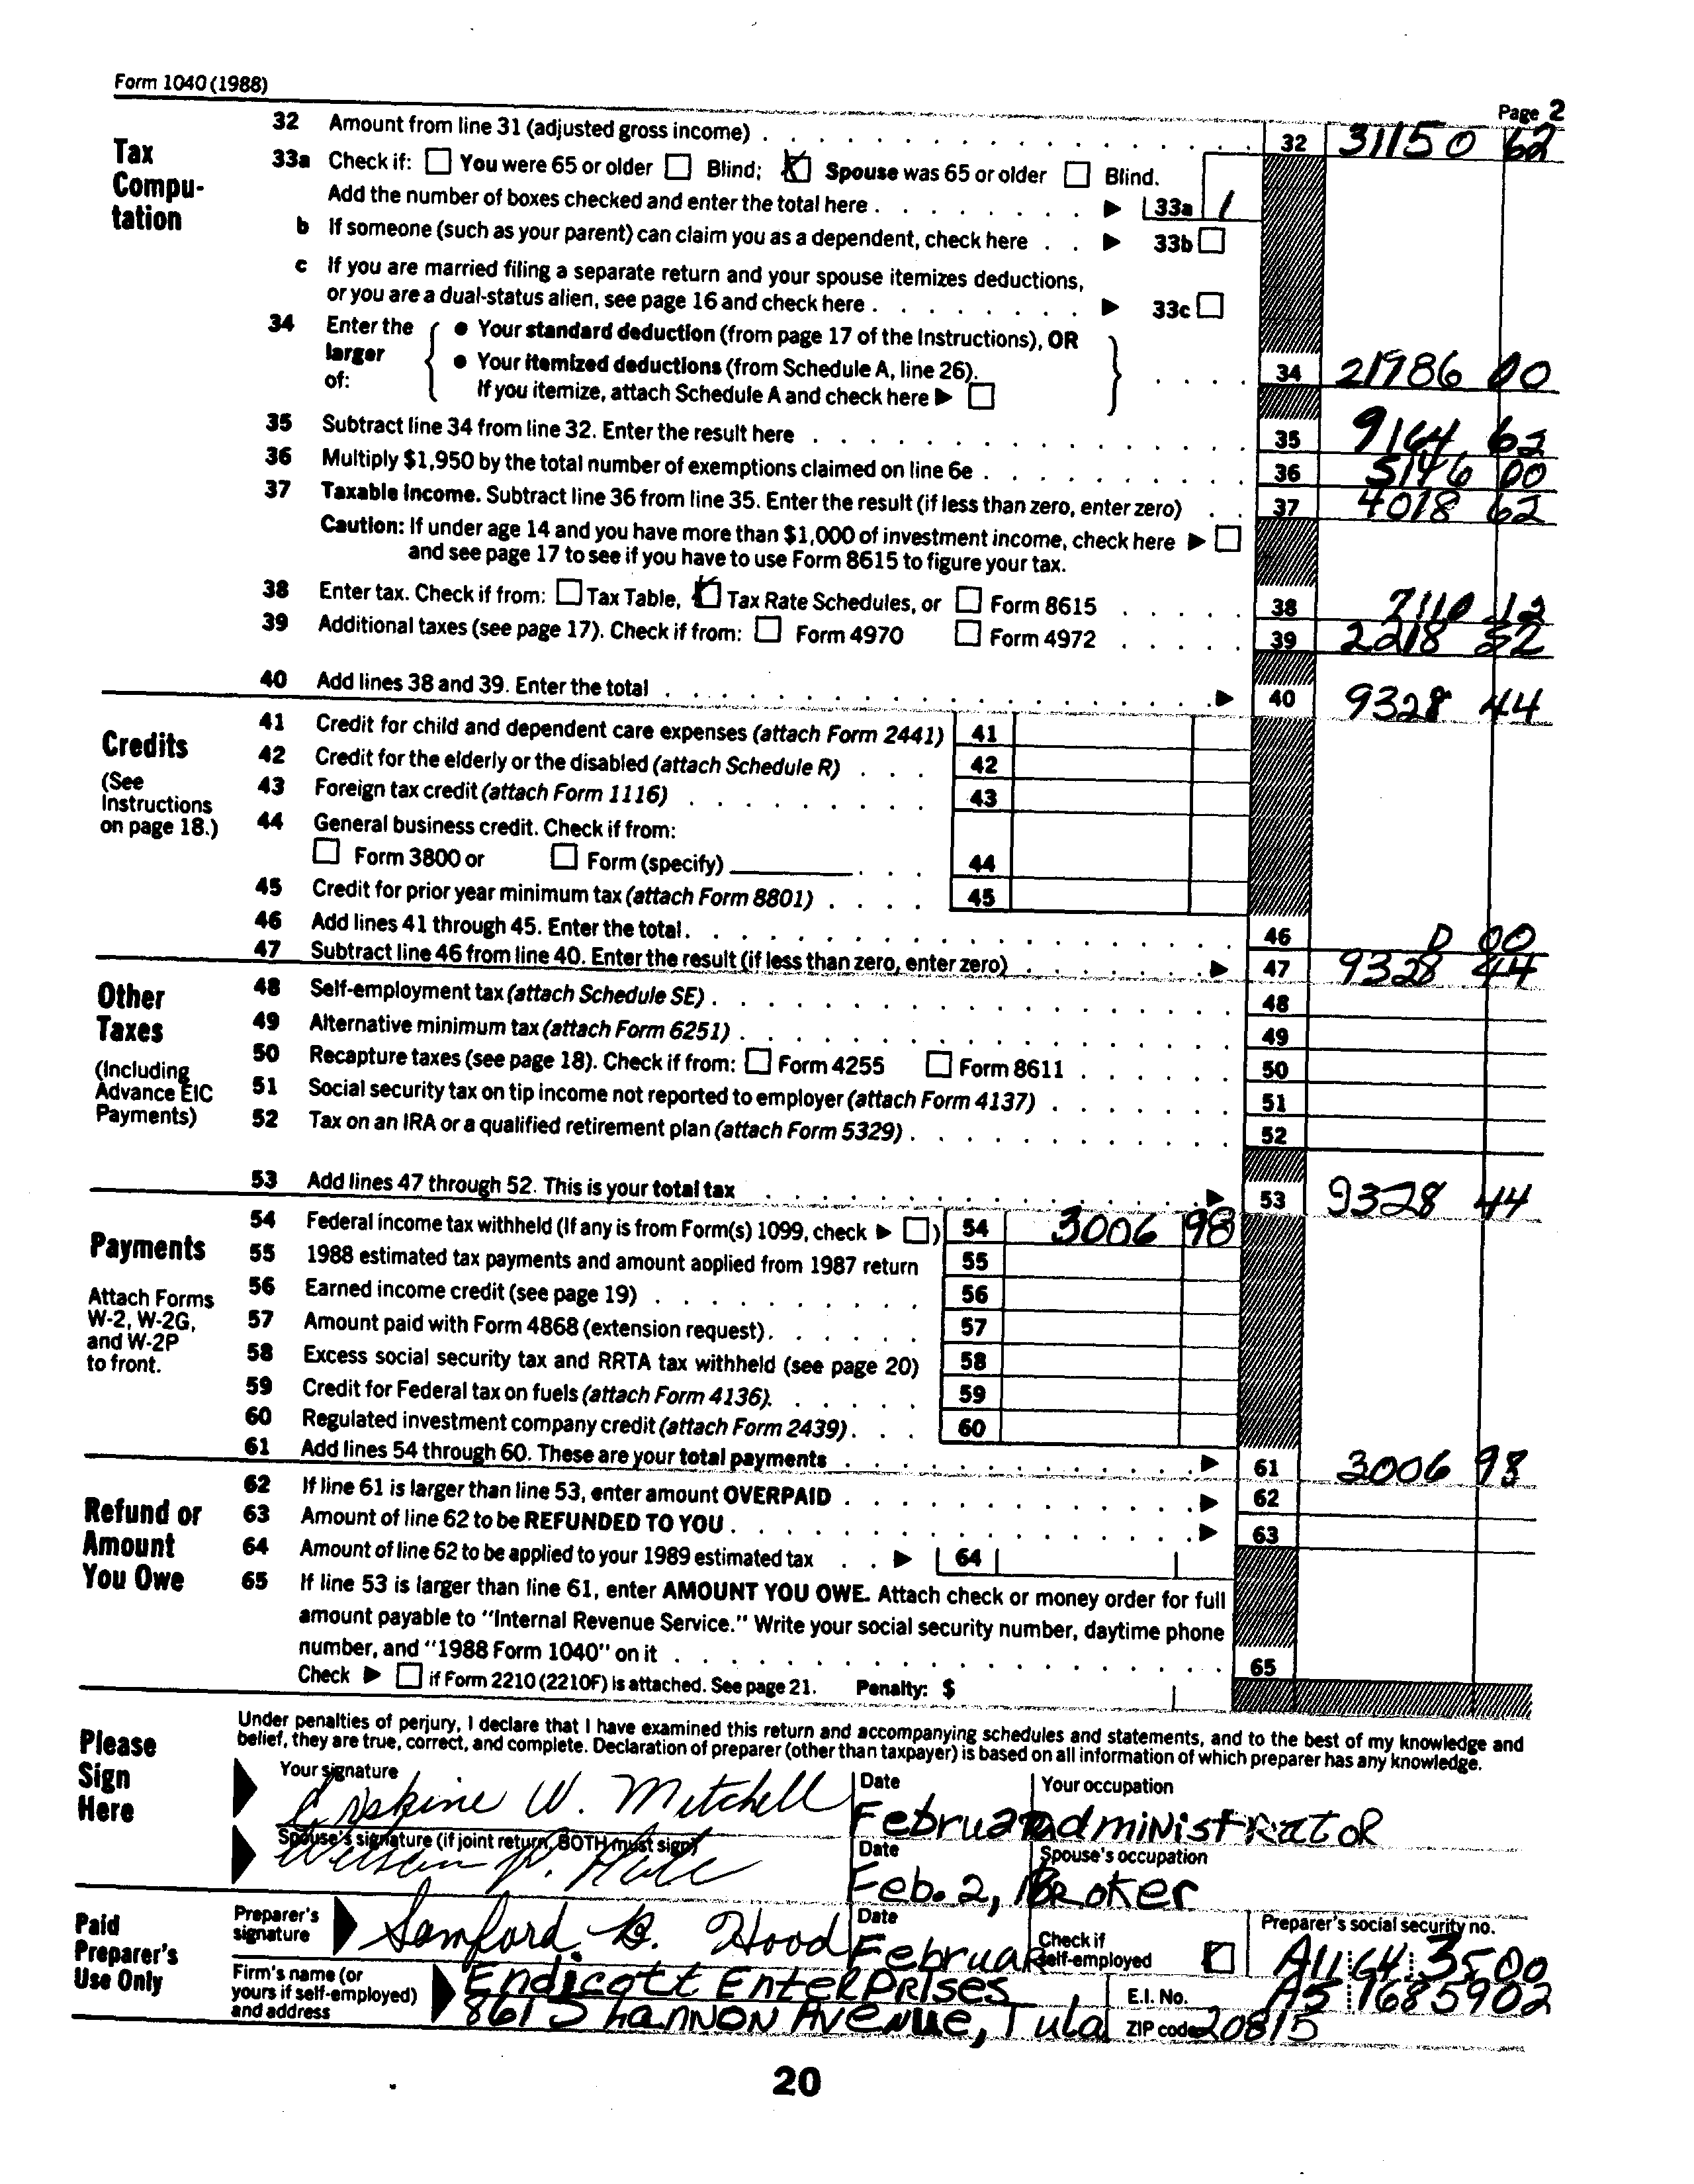 Form 1040 (1988)
Page 2
Tax Compu-tation
32 Amount from line 31 (adjusted gross income) 32 31150 62
33a Check if: You were 65 or older Blind; Spouse was 65 or older Blind.
Add the number of boxes checked and enter the total here 33a 1
b If someone (such as your parent) can claim you as a dependent, check here 33b
c If you are married filing a separate return and your spouse itemizes deductions,
or you are a dual-status alien, see page 16 and check here 33c
34 Enter the larger of:
• Your standard deduction (from page 17 of the Instructions), OR
• Your itemized deductions (from Schedule A, line 26).
If you itemize, attach Schedule A and check here 34 21986 00
35 Subtract line 34 from line 32. Enter the result here 35 9164 62
36 Multiply $1,950 by the total number of exemptions claimed on line 6e 36 5146 00
37 Taxable income. Subtract line 36 from line 35. Enter the result (if less than zero, enter zero) 37 4018 62
Caution: If under age 14 and you have more than $1,000 of investment income, check here
and see page 17 to see if you have to use Form 8615 to figure your tax.
38 Enter tax. Check if from: Tax Table, Tax Rate Schedules, or Form 8615 38 7110 12
39 Additional taxes (see page 17). Check if from: Form 4970 Form 4972 39 2218 32
40 Add lines 38 and 39. Enter the total 40 9328 44
Credits
(See Instructions on page 18.)
41 Credit for child and dependent care expenses (attach Form 2441) 41
42 Credit for the elderly or the disabled (attach Schedule R) 42
43 Foreign tax credit (attach Form 1116) 43
44 General business credit. Check if from:
Form 3800 or Form (specify) 44
45 Credit for prior year minimum tax (attach Form 8801) 45
46 Add lines 41 through 45. Enter the total 46 0 00
47 Subtract line 46 from line 40. Enter the result (if less than zero, enter zero) 47 9328 44
Other Taxes
(Including Advance EIC Payments)
48 Self-employment tax (attach Schedule SE) 48
49 Alternative minimum tax (attach Form 6251) 49
50 Recapture taxes (see page 18). Check if from: Form 4255 Form 8611 50
51 Social security tax on tip income not reported to employer (attach Form 4137) 51
52 Tax on an IRA or a qualified retirement plan (attach Form 5329) 52
53 Add lines 47 through 52. This is your total tax 53 9328 44
Payments
Attach Forms W-2, W-2G, and W-2P to front.
54 Federal income tax withheld (If any is from Form(s) 1099, check ) 54 3006 98
55 1988 estimated tax payments and amount applied from 1987 return 55
56 Earned income credit (see page 19) 56
57 Amount paid with Form 4868 (extension request) 57
58 Excess social security tax and RRTA tax withheld (see page 20) 58
59 Credit for Federal tax on fuels (attach Form 4136) 59
60 Regulated investment company credit (attach Form 2439) 60
61 Add lines 54 through 60. These are your total payments 61 3006 98
Refund or Amount You Owe
62 If line 61 is larger than line 53, enter amount OVERPAID 62
63 Amount of line 62 to be REFUNDED TO YOU 63
64 Amount of line 62 to be applied to your 1989 estimated tax 64
65 If line 53 is larger than line 61, enter AMOUNT YOU OWE. Attach check or money order for full
amount payable to "Internal Revenue Service." Write your social security number, daytime phone
number, and "1988 Form 1040" on it 65
Check if Form 2210 (2210F) is attached. See page 21. Penalty: $
Please Sign Here
Under penalties of perjury, I declare that I have examined this return and accompanying schedules and statements, and to the best of my knowledge and
belief, they are true, correct, and complete. Declaration of preparer (other than taxpayer) is based on all information of which preparer has any knowledge.
Your signature Date Your occupation
Erskine W. Mitchell Februa administrator
Spouse's signature (if joint return, BOTH must sign) Date Spouse's occupation
Feb. 2, 1 Broker
Paid Preparer's Use Only
Preparer's signature Date Check if self-employed Preparer's social security no.
Samford B. Hood Februa A11 64 3500
Firm's name (or yours if self-employed) and address
Endicott Enterprises E.I. No. A5 1685902
861 Shannon Avenue, Tula ZIP code 20815
20